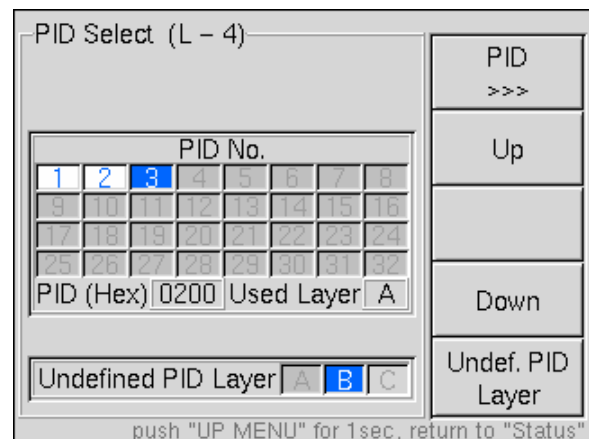 PID Select (L – 4)
PID
>>>
Up
PID No.
1 2 3 4 5 6 7 8
9 10 11 12 13 14 15 16
17 18 19 20 21 22 23 24
25 26 27 28 29 30 31 32
PID (Hex) 0200 Used Layer A
Down
Undefined PID Layer A B C
Undef. PID
Layer
push "UP MENU" for 1sec, return to "Status"